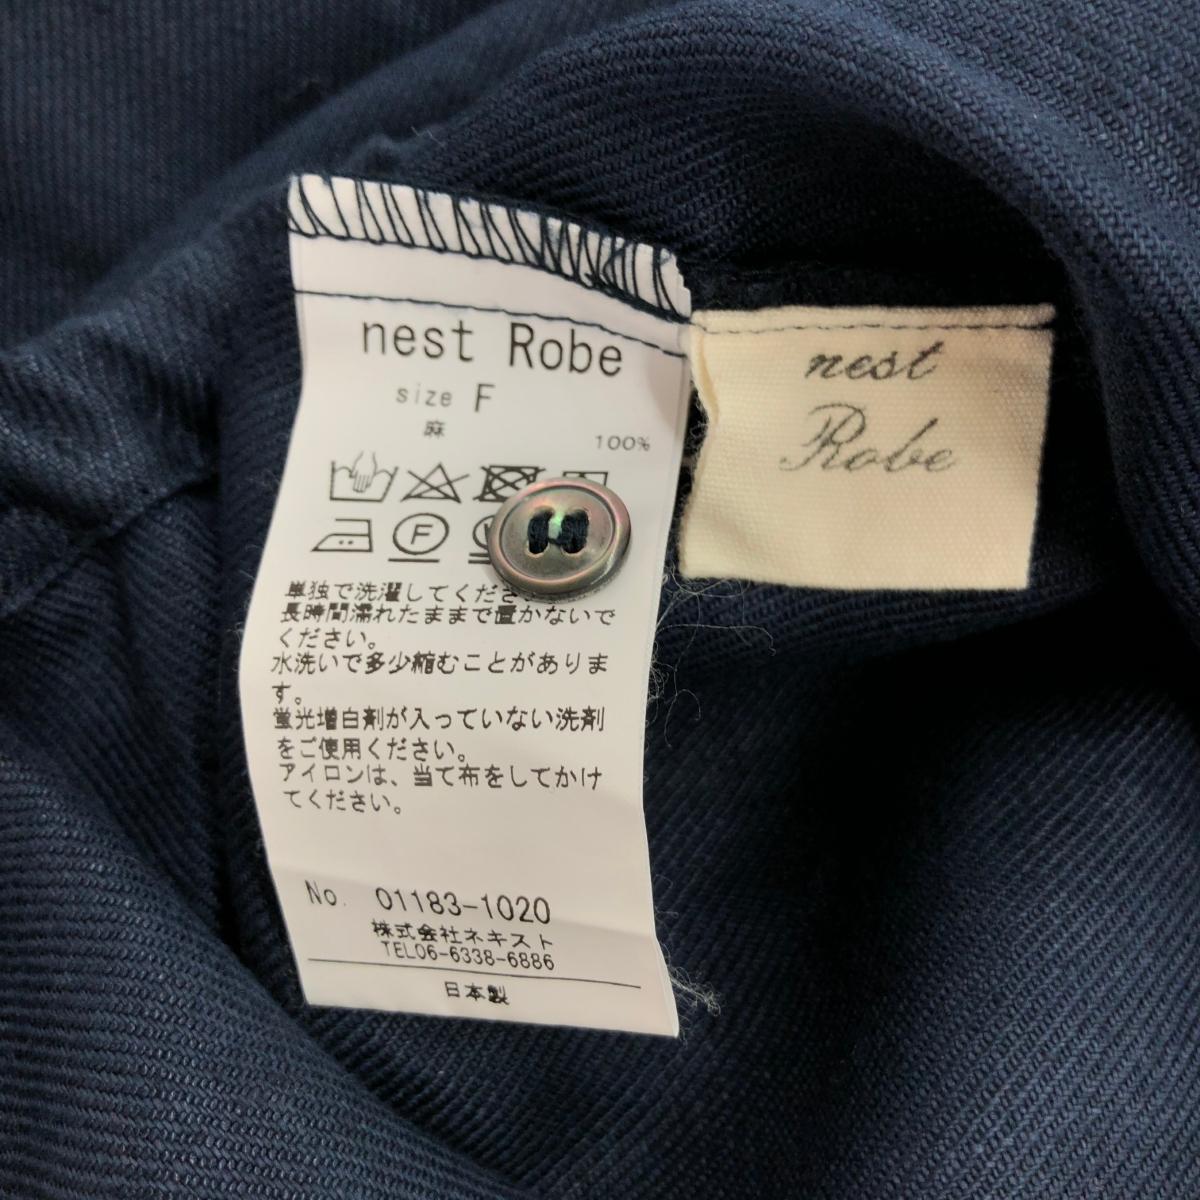 nest Robe
size F
麻
100%
F
単独で洗濯してくださ
長時間濡れたままで置かないで
ください。
水洗いで多少縮むことがありま
す。
蛍光増白剤が入っていない洗剤
をご使用ください。
アイロンは、当て布をしてかけ
てください。
No. 01183-1020
株式会社ネキスト
TEL06-6338-6886
日本製
nest
Robe